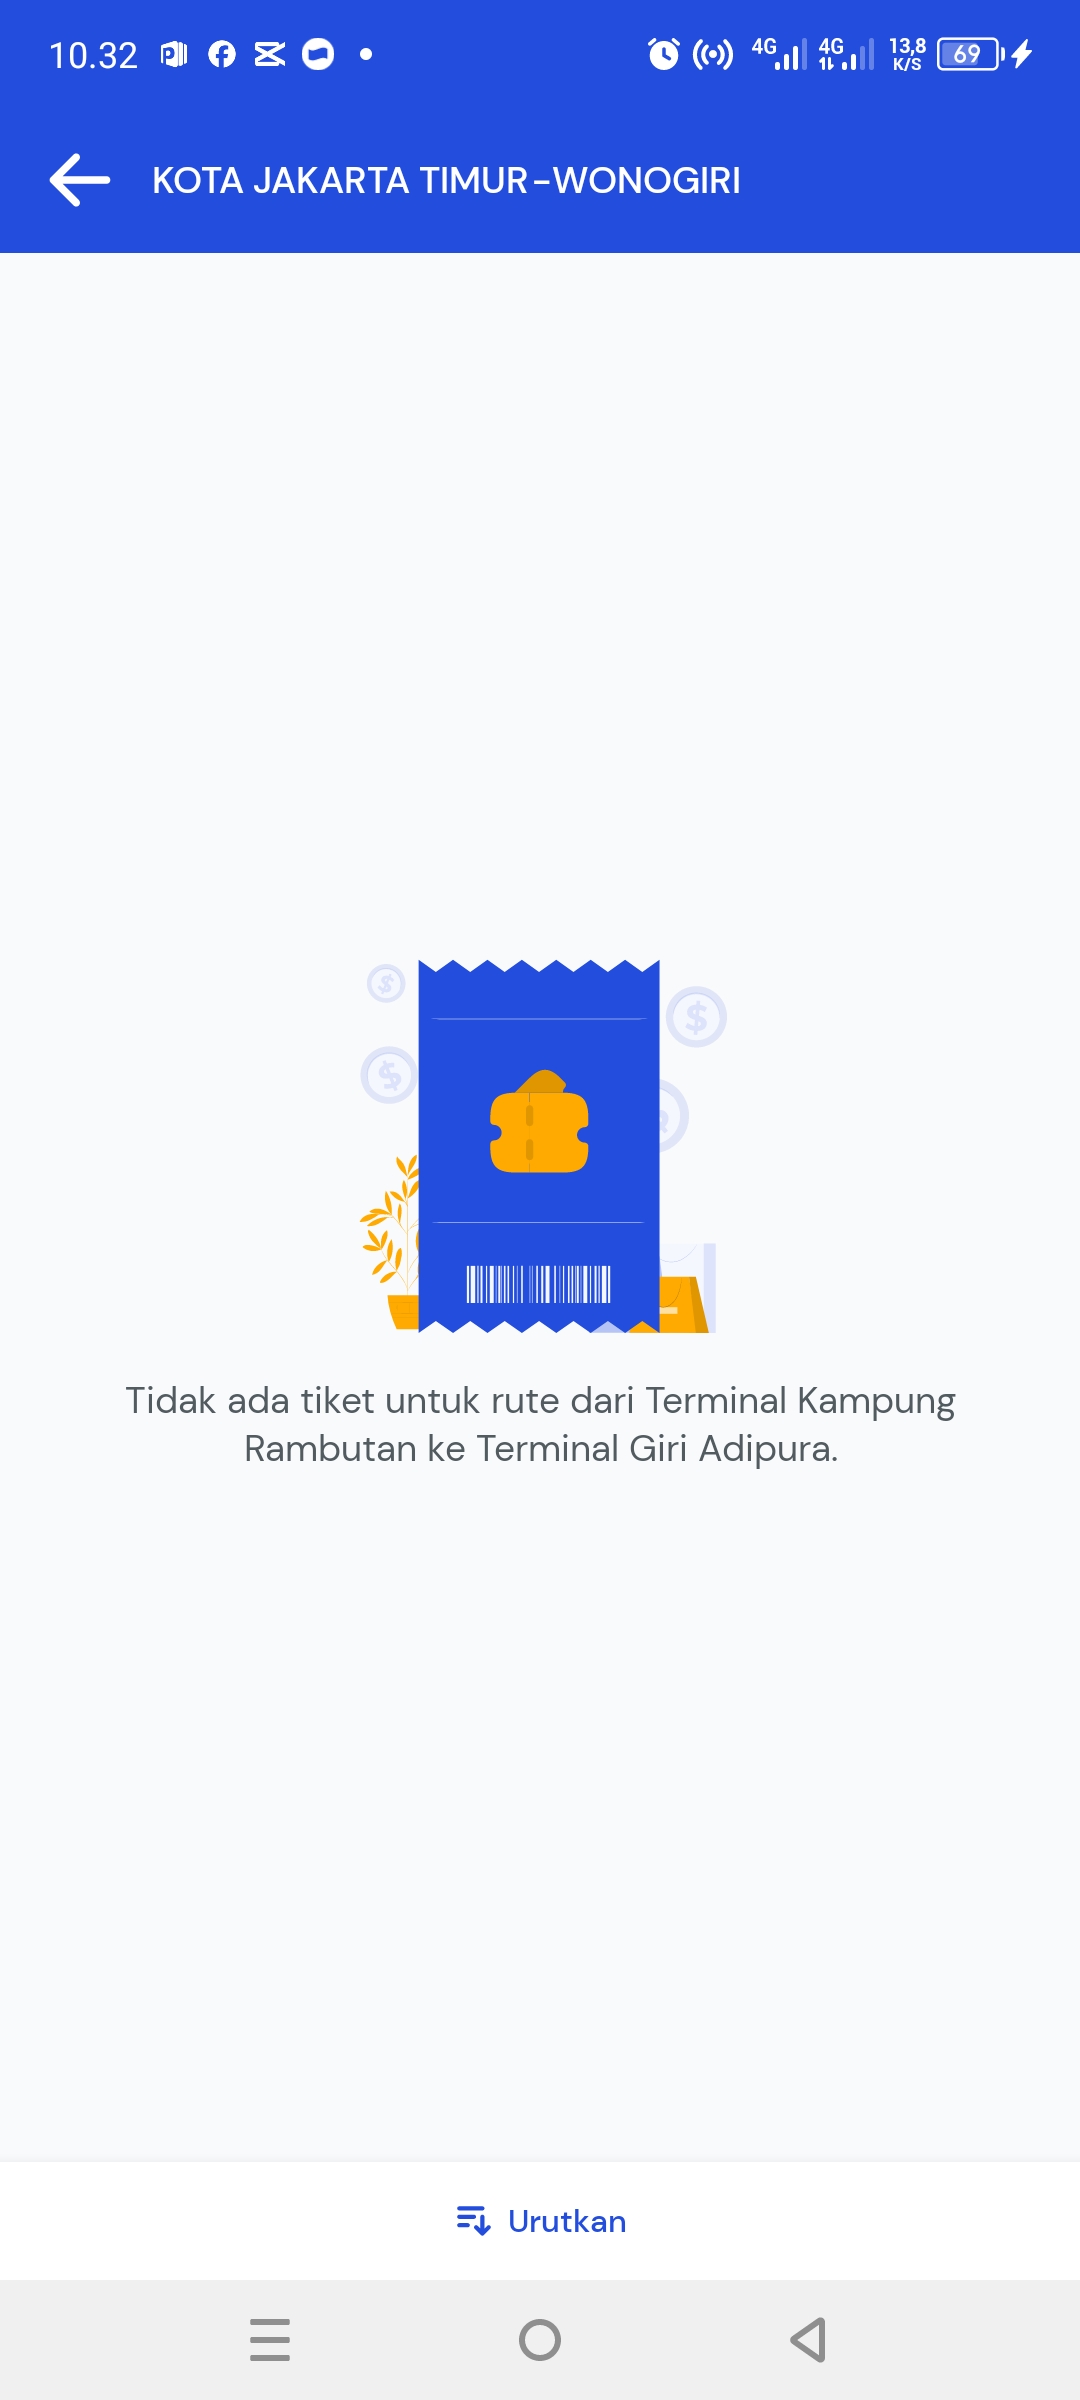 10.32
4G 4G 13,8 K/S 69
KOTA JAKARTA TIMUR-WONOGIRI
Tidak ada tiket untuk rute dari Terminal Kampung
Rambutan ke Terminal Giri Adipura.
Urutkan